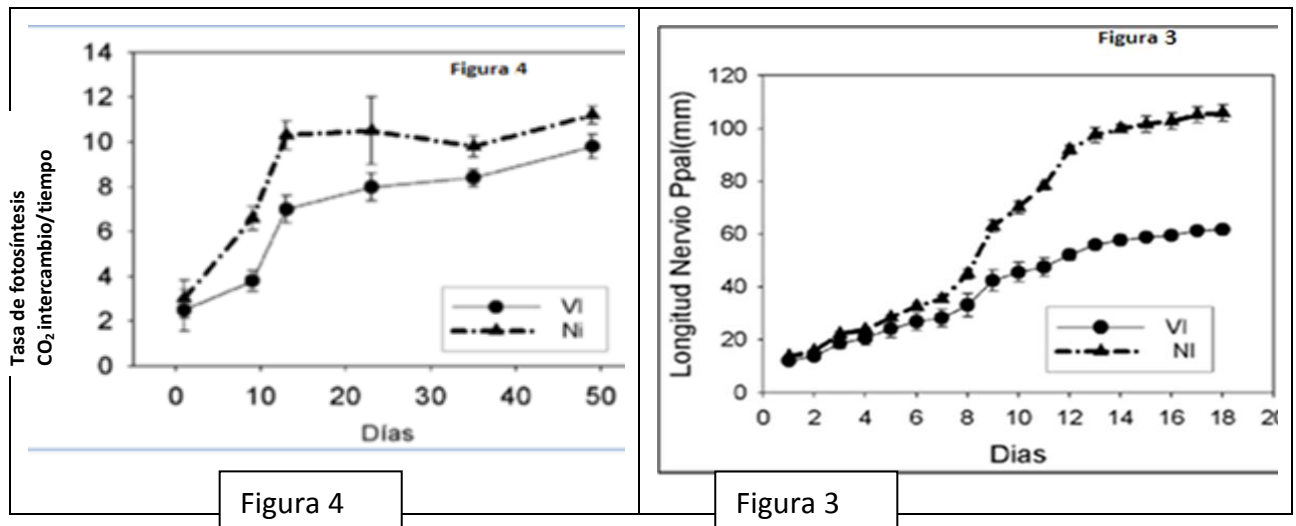 Figura 4
14
12
10
8
6
4
2
0
Tasa de fotosíntesis
CO₂ intercambio/tiempo
VI
Ni
0 10 20 30 40 50
Días
Figura 4
Figura 3
120
100
80
60
40
20
0
Longitud Nervio Ppal(mm)
VI
NI
0 2 4 6 8 10 12 14 16 18 20
Dias
Figura 3